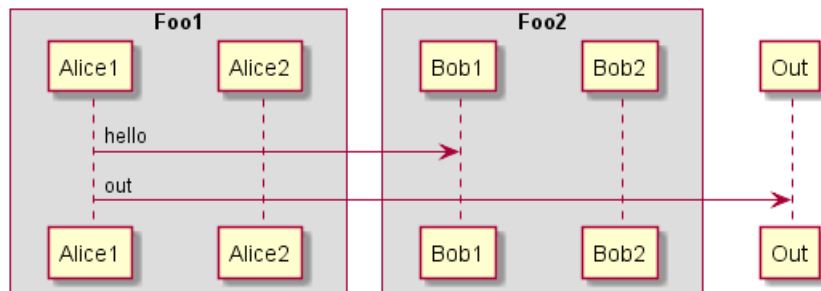 Foo1 Foo2
Alice1 Alice2 Bob1 Bob2 Out
hello
out
Alice1 Alice2 Bob1 Bob2 Out